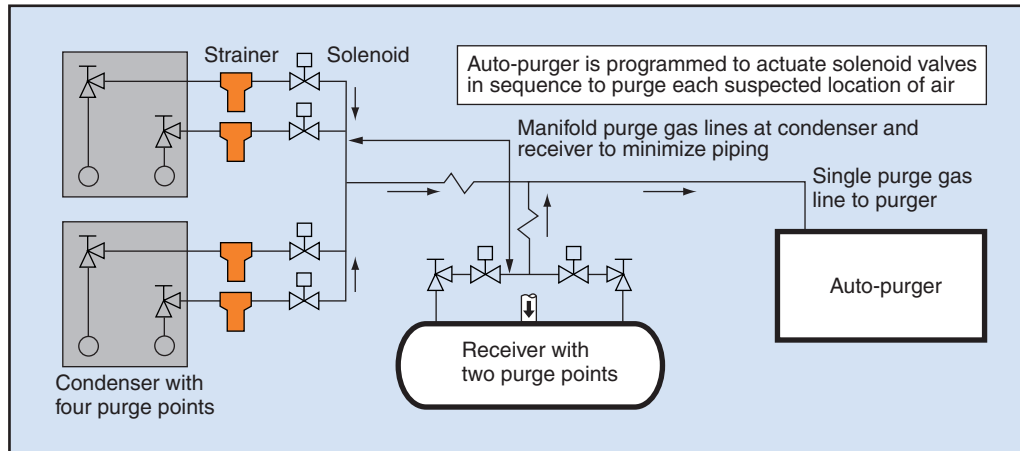 Strainer
Solenoid
Auto-purger is programmed to actuate solenoid valves
in sequence to purge each suspected location of air
Manifold purge gas lines at condenser and
receiver to minimize piping
Single purge gas
line to purger
Auto-purger
Receiver with
two purge points
Condenser with
four purge points